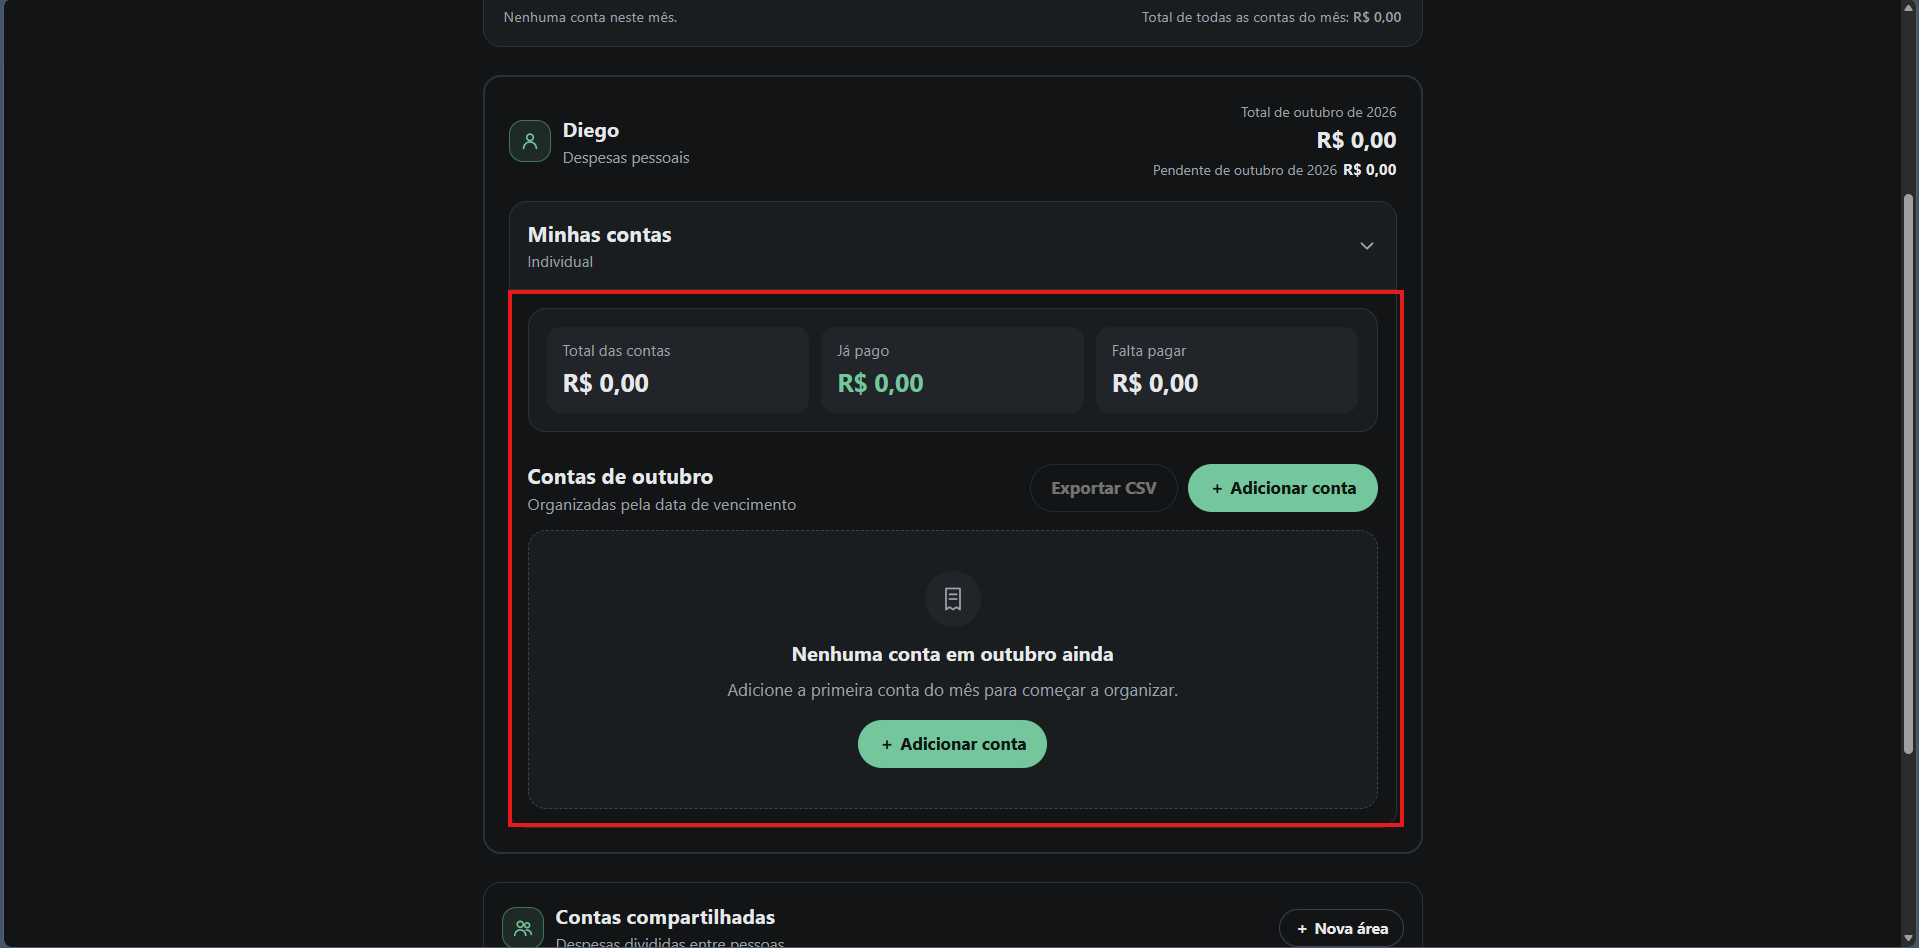 Nenhuma conta neste mês.
Total de todas as contas do mês: R$ 0,00
Diego
Despesas pessoais
Total de outubro de 2026
R$ 0,00
Pendente de outubro de 2026 R$ 0,00
Minhas contas
Individual
Total das contas
R$ 0,00
Já pago
R$ 0,00
Falta pagar
R$ 0,00
Contas de outubro
Organizadas pela data de vencimento
Exportar CSV
+ Adicionar conta
Nenhuma conta em outubro ainda
Adicione a primeira conta do mês para começar a organizar.
+ Adicionar conta
Contas compartilhadas
Despesas divididas entre pessoas
+ Nova área